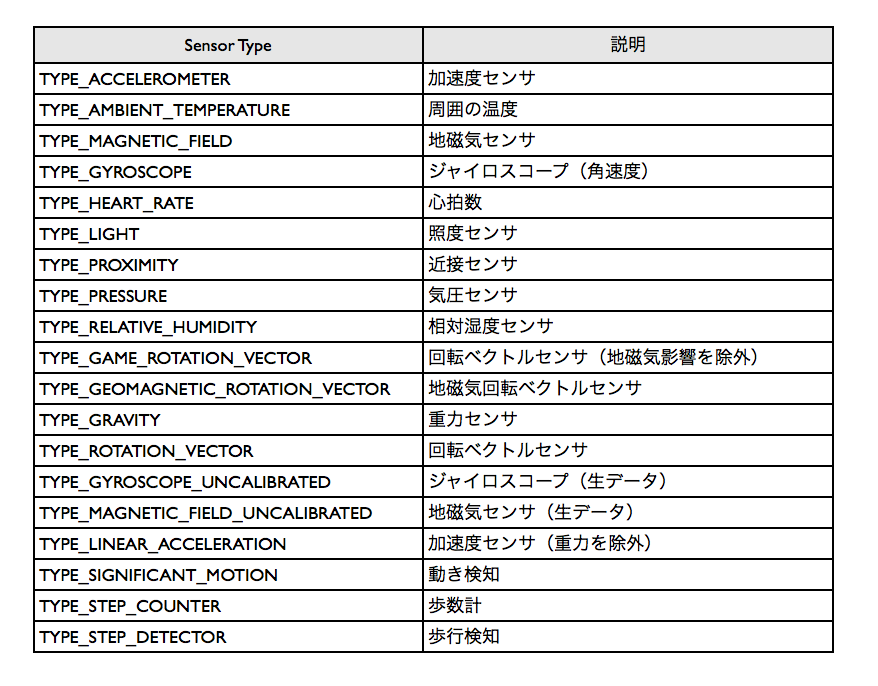 Sensor Type 説明
TYPE_ACCELEROMETER 加速度センサ
TYPE_AMBIENT_TEMPERATURE 周囲の温度
TYPE_MAGNETIC_FIELD 地磁気センサ
TYPE_GYROSCOPE ジャイロスコープ（角速度）
TYPE_HEART_RATE 心拍数
TYPE_LIGHT 照度センサ
TYPE_PROXIMITY 近接センサ
TYPE_PRESSURE 気圧センサ
TYPE_RELATIVE_HUMIDITY 相対湿度センサ
TYPE_GAME_ROTATION_VECTOR 回転ベクトルセンサ（地磁気影響を除外）
TYPE_GEOMAGNETIC_ROTATION_VECTOR 地磁気回転ベクトルセンサ
TYPE_GRAVITY 重力センサ
TYPE_ROTATION_VECTOR 回転ベクトルセンサ
TYPE_GYROSCOPE_UNCALIBRATED ジャイロスコープ（生データ）
TYPE_MAGNETIC_FIELD_UNCALIBRATED 地磁気センサ（生データ）
TYPE_LINEAR_ACCELERATION 加速度センサ（重力を除外）
TYPE_SIGNIFICANT_MOTION 動き検知
TYPE_STEP_COUNTER 歩数計
TYPE_STEP_DETECTOR 歩行検知